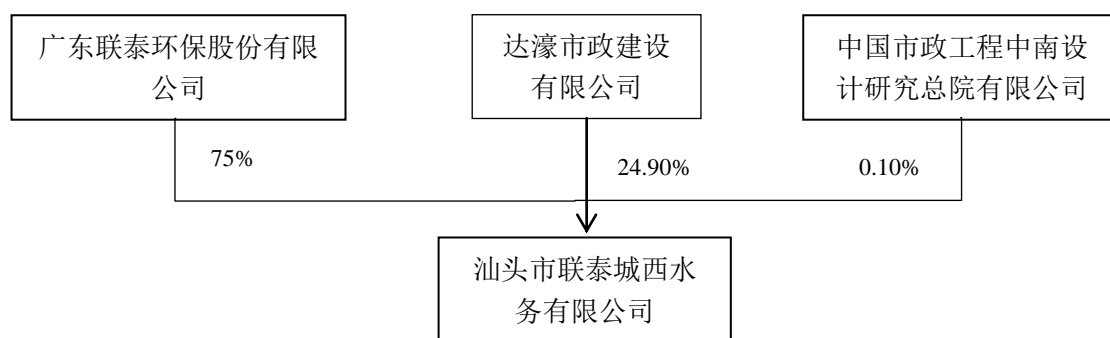 广东联泰环保股份有限
公司
达濠市政建设
有限公司
中国市政工程中南设
计研究总院有限公司
75%
24.90%
0.10%
汕头市联泰城西水
务有限公司